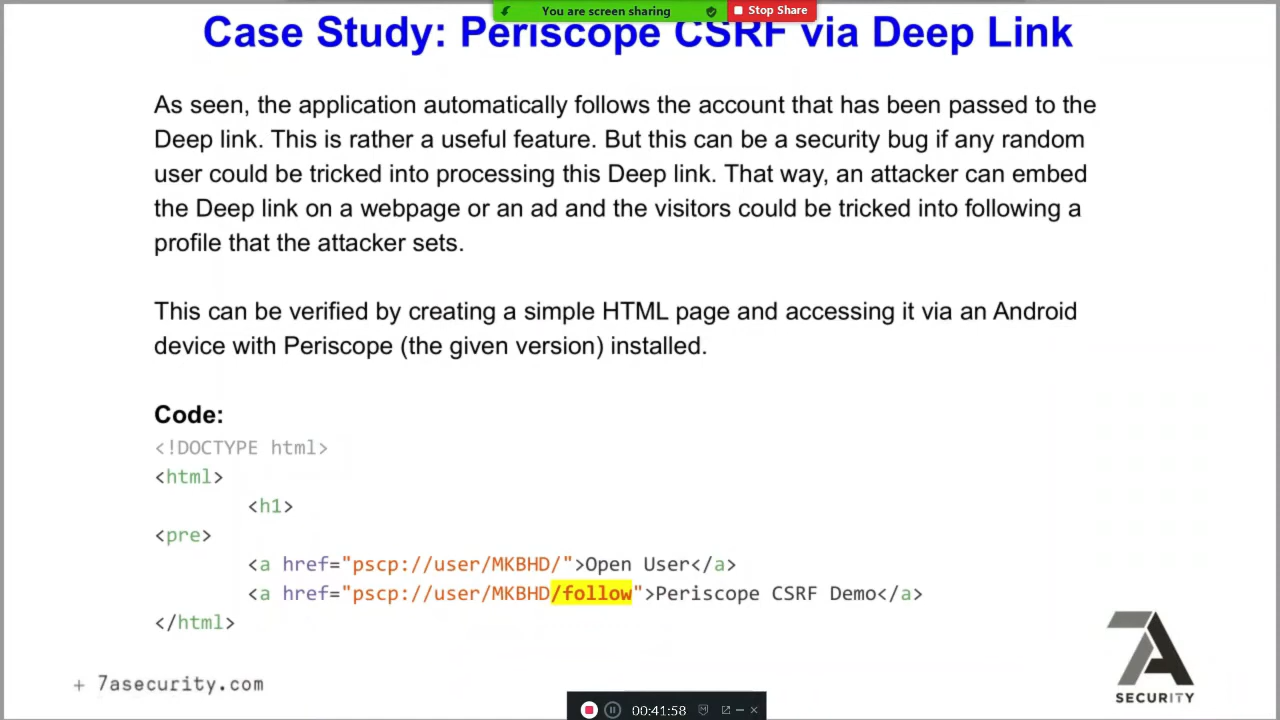 You are screen sharing
Stop Share
Case Study: Periscope CSRF via Deep Link
As seen, the application automatically follows the account that has been passed to the
Deep link. This is rather a useful feature. But this can be a security bug if any random
user could be tricked into processing this Deep link. That way, an attacker can embed
the Deep link on a webpage or an ad and the visitors could be tricked into following a
profile that the attacker sets.
This can be verified by creating a simple HTML page and accessing it via an Android
device with Periscope (the given version) installed.
Code:
<!DOCTYPE html>
<html>
<h1>
<pre>
<a href="pscp://user/MKBHD/">Open User</a>
<a href="pscp://user/MKBHD/follow">Periscope CSRF Demo</a>
</html>
+ 7asecurity.com
7A
SECURITY
00:41:58